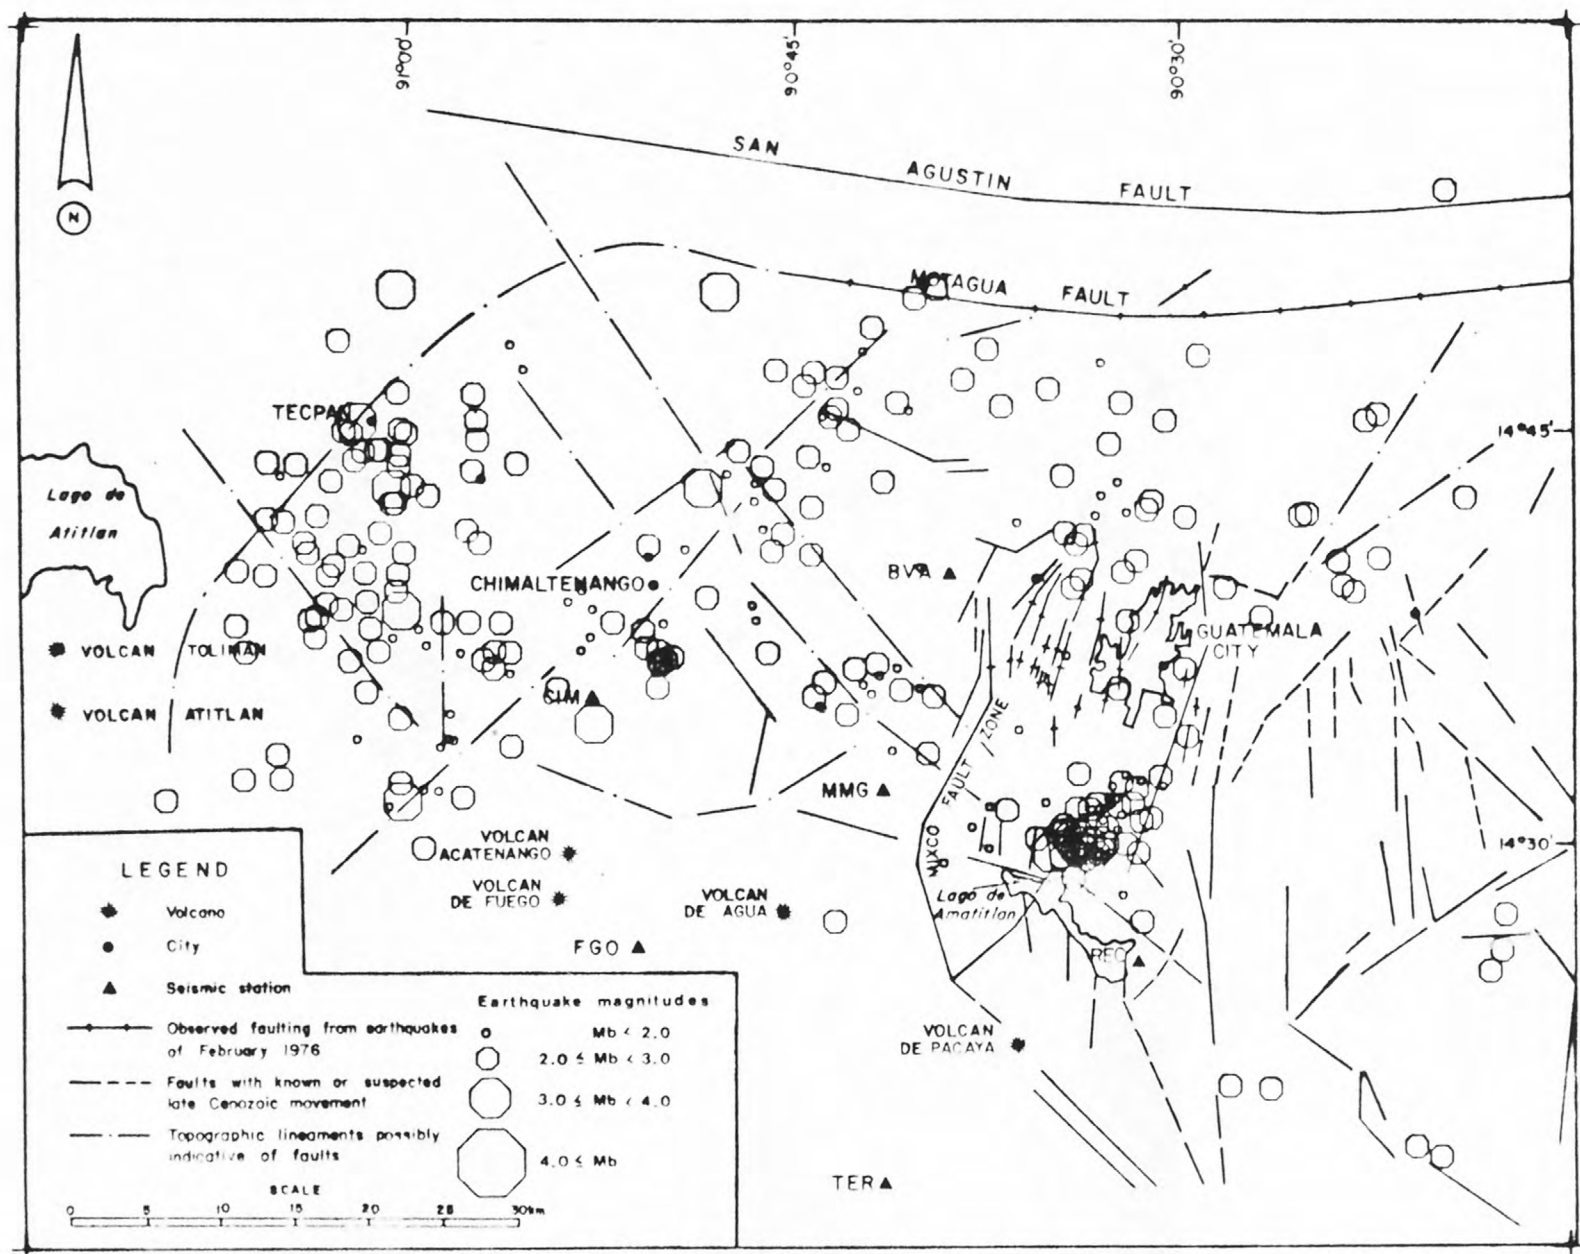 91°00'
90°45'
90°30'
SAN AGUSTIN FAULT
N
MOTAGUA FAULT
TECPAN
14°45'
Lago de
Atitlan
BVA
CHIMALTENANGO
GUATEMALA
CITY
VOLCAN TOLIMAN
SIM
VOLCAN ATITLAN
MIXCO FAULT ZONE
MMG
14°30'
VOLCAN
ACATENANGO
VOLCAN
DE FUEGO
VOLCAN
DE AGUA
Lago de
Amatitlan
FGO
REC
VOLCAN
DE PACAYA
TER
LEGEND
Volcano
City
Seismic station
Observed faulting from earthquakes
of February 1976
Faults with known or suspected
late Cenozoic movement
Topographic lineaments possibly
indicative of faults
Earthquake magnitudes
Mb < 2.0
2.0 ≤ Mb < 3.0
3.0 ≤ Mb < 4.0
4.0 ≤ Mb
SCALE
0 5 10 15 20 25 30km